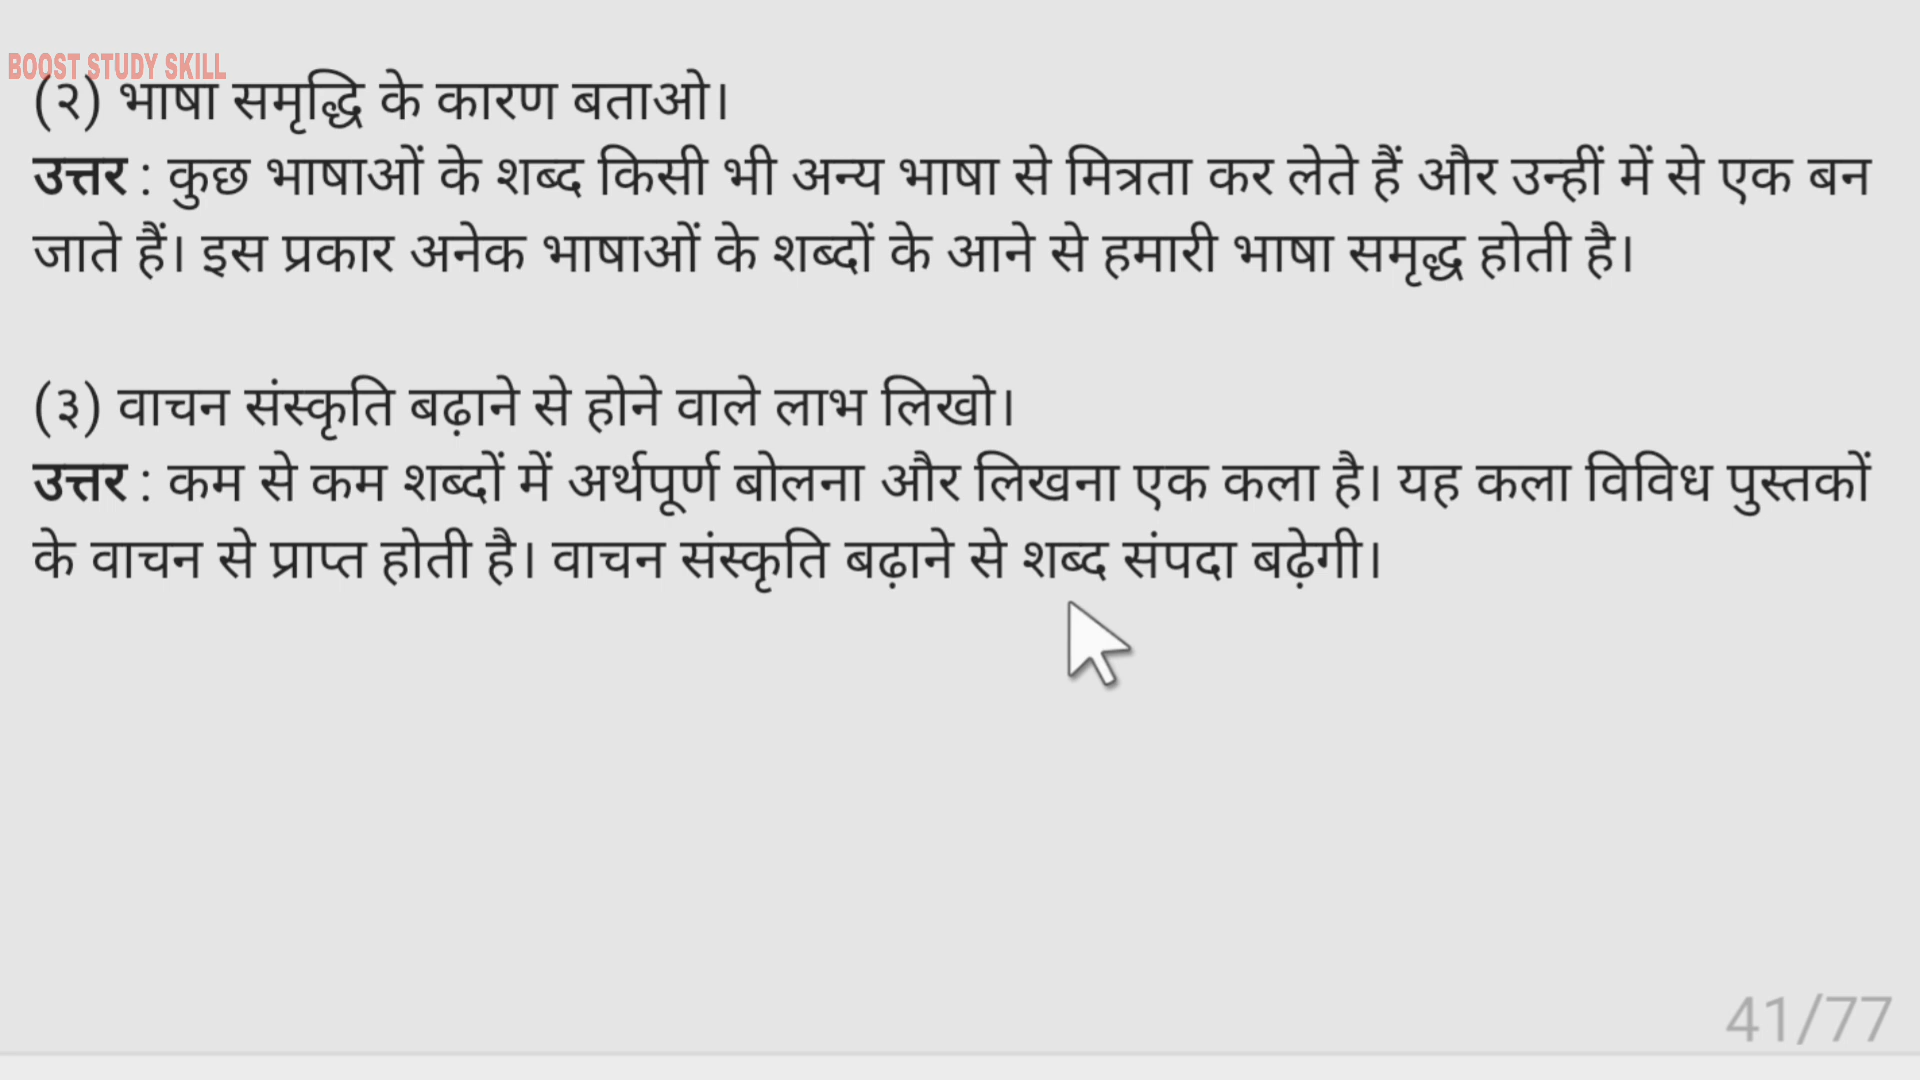 BOOST STUDY SKILL
(२) भाषा समृद्धि के कारण बताओ।
उत्तर : कुछ भाषाओं के शब्द किसी भी अन्य भाषा से मित्रता कर लेते हैं और उन्हीं में से एक बन
जाते हैं। इस प्रकार अनेक भाषाओं के शब्दों के आने से हमारी भाषा समृद्ध होती है।
(३) वाचन संस्कृति बढ़ाने से होने वाले लाभ लिखो।
उत्तर : कम से कम शब्दों में अर्थपूर्ण बोलना और लिखना एक कला है। यह कला विविध पुस्तकों
के वाचन से प्राप्त होती है। वाचन संस्कृति बढ़ाने से शब्द संपदा बढ़ेगी।
41/77